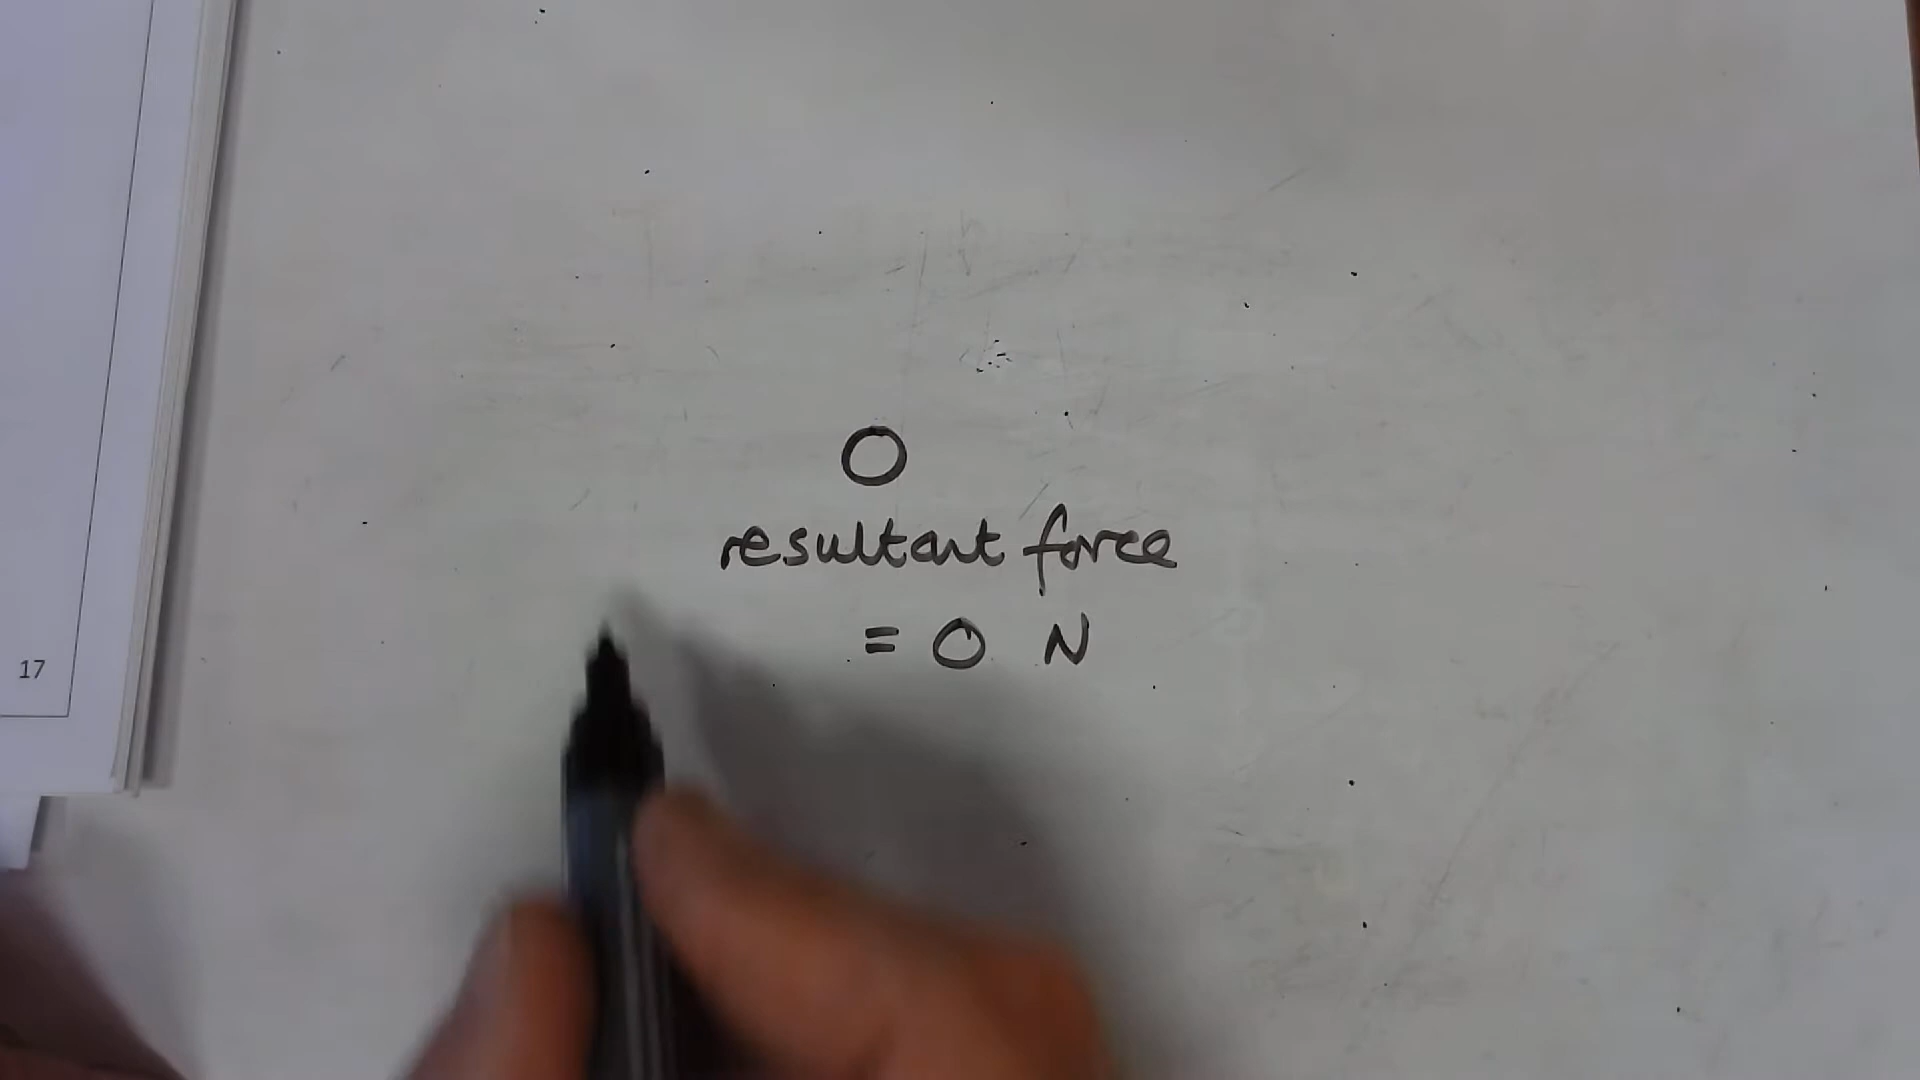 17
O
resultant force
= 0 N